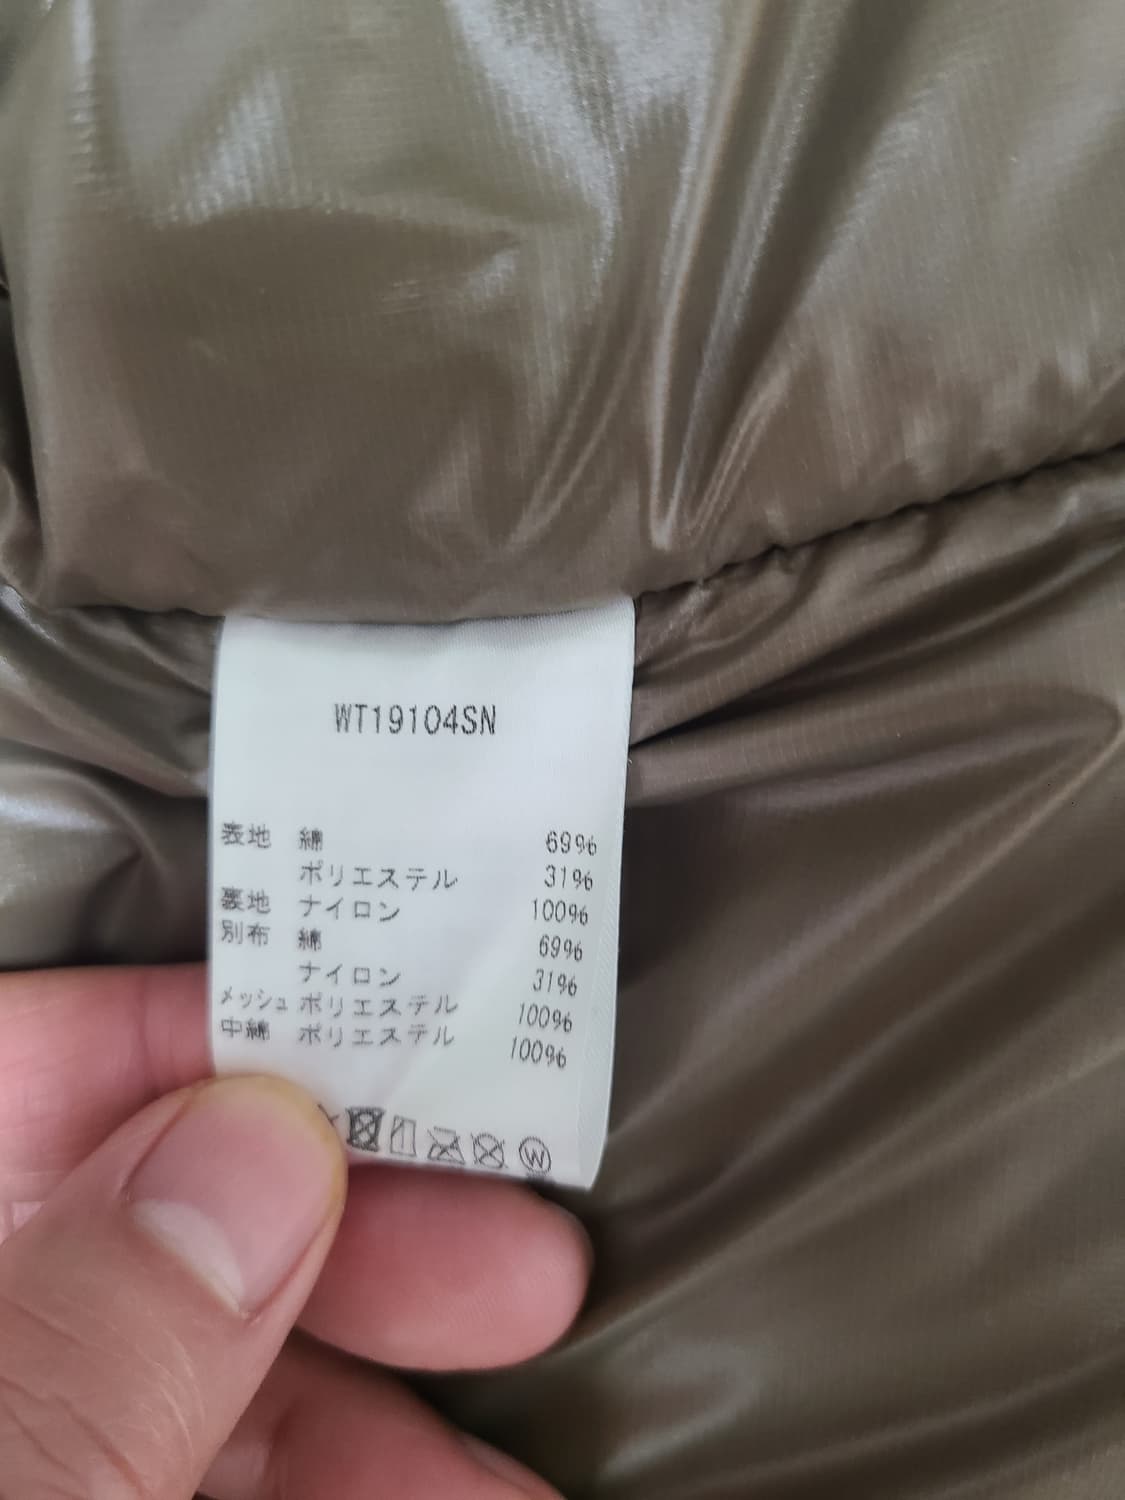 WT19104SN
表地 綿 69%
ポリエステル 31%
裏地 ナイロン 100%
別布 綿 69%
ナイロン 31%
メッシュ ポリエステル 100%
中綿 ポリエステル 100%
W